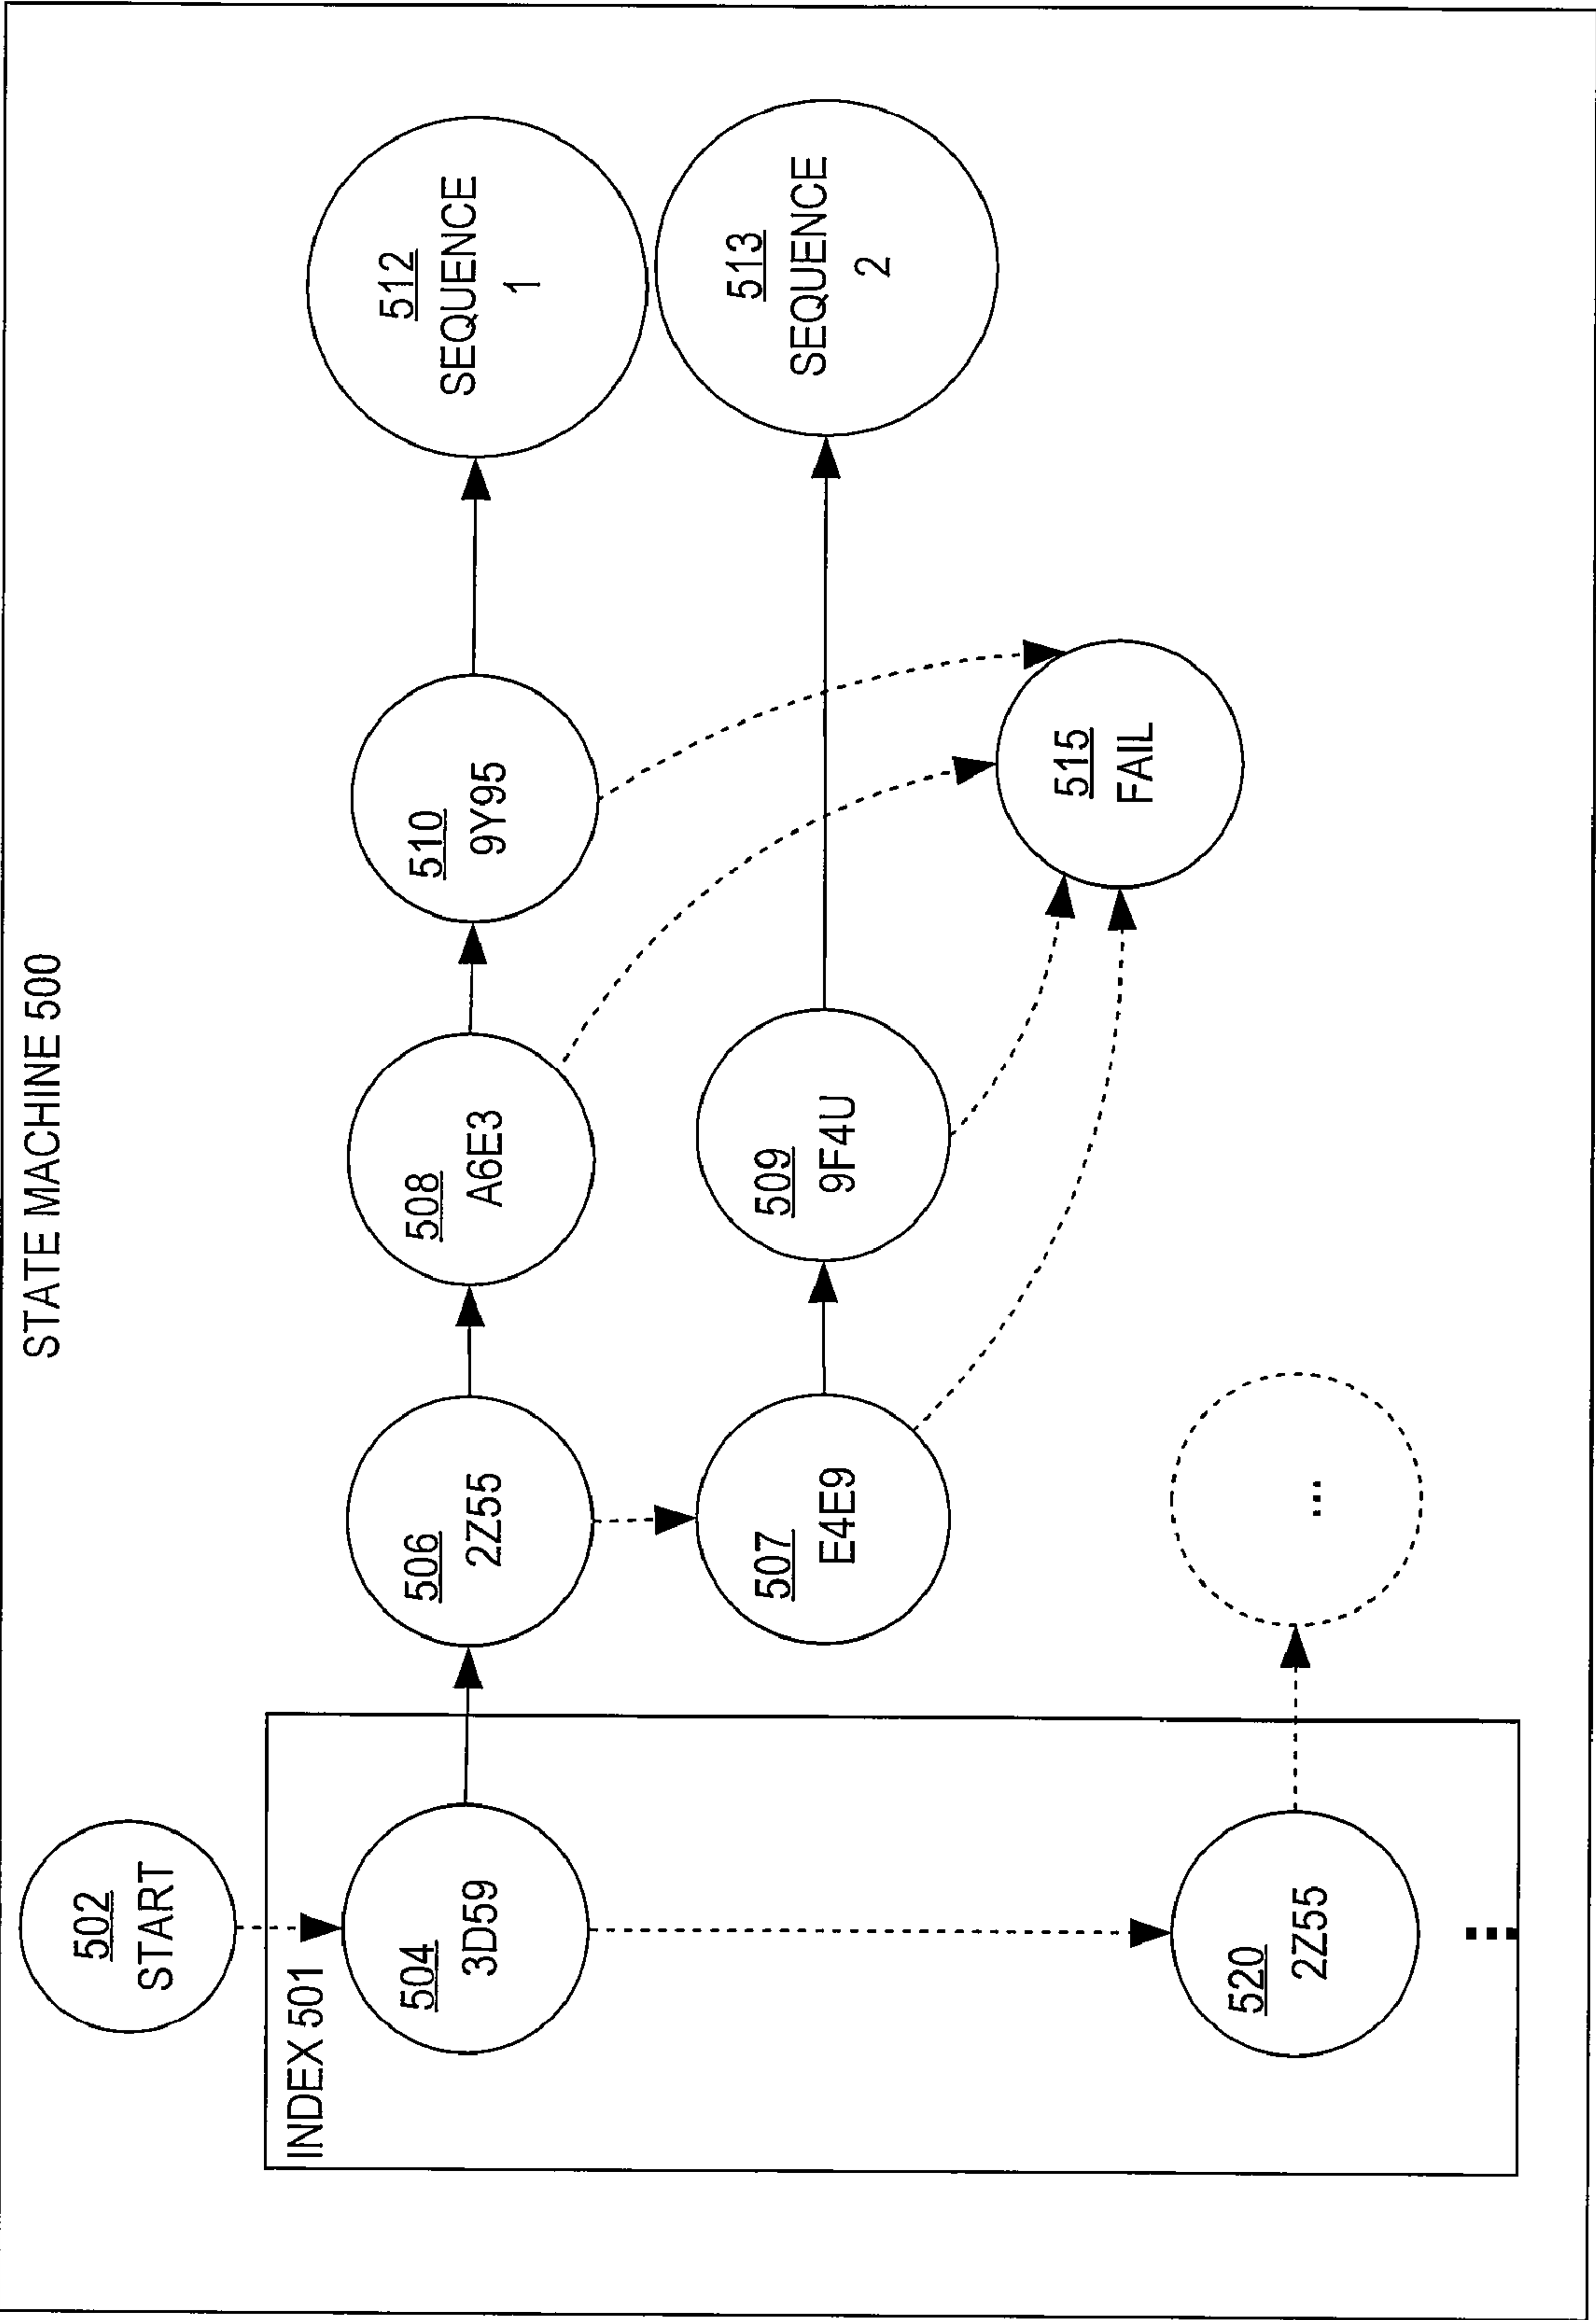 STATE MACHINE 500
502
START
INDEX 501
504
3D59
506
2Z55
508
A6E3
510
9Y95
512
SEQUENCE
1
507
E4E9
509
9F4U
513
SEQUENCE
2
515
FAIL
520
2Z55
...
...